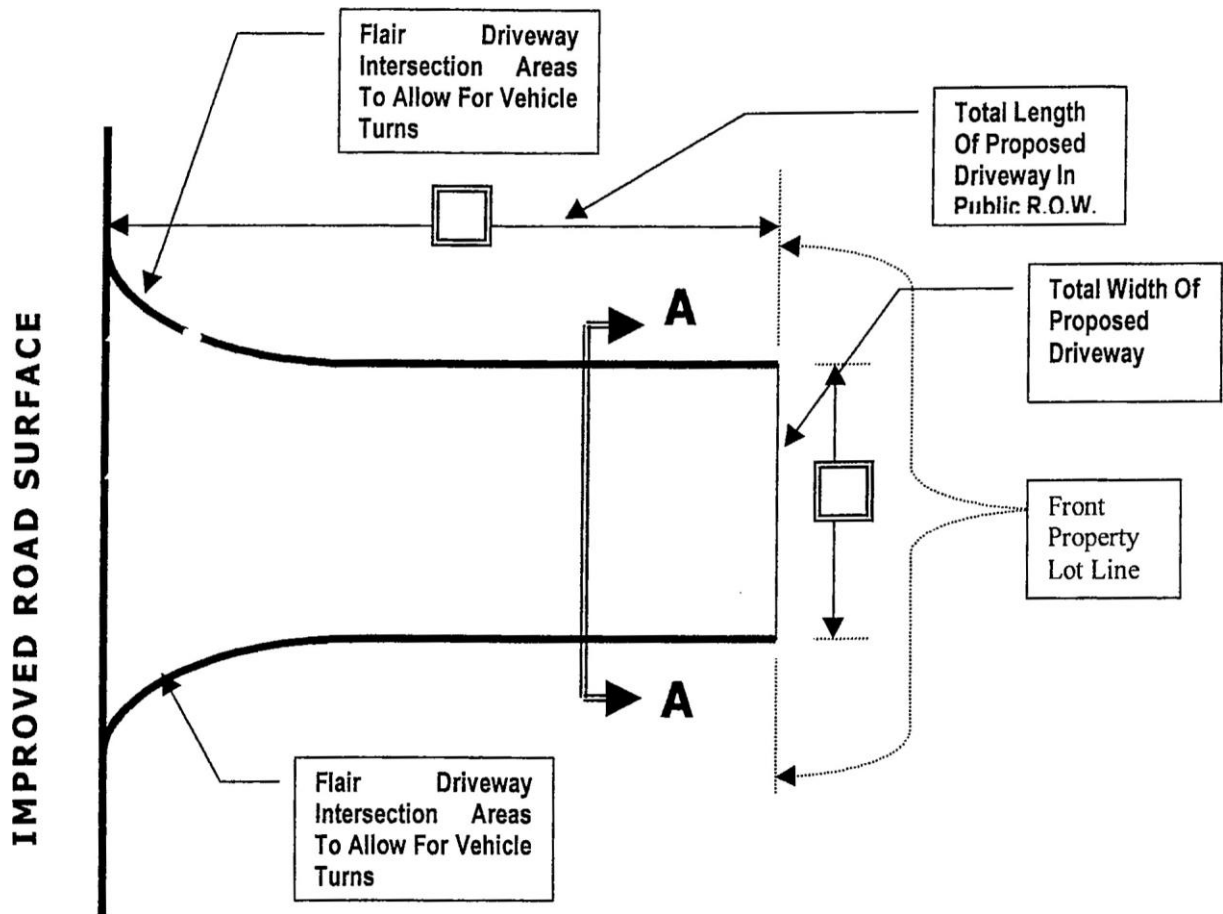 Flair Driveway
Intersection Areas
To Allow For Vehicle
Turns
Total Length
Of Proposed
Driveway In
Public R.O.W.
A
Total Width Of
Proposed
Driveway
IMPROVED ROAD SURFACE
Front
Property
Lot Line
A
Flair Driveway
Intersection Areas
To Allow For Vehicle
Turns